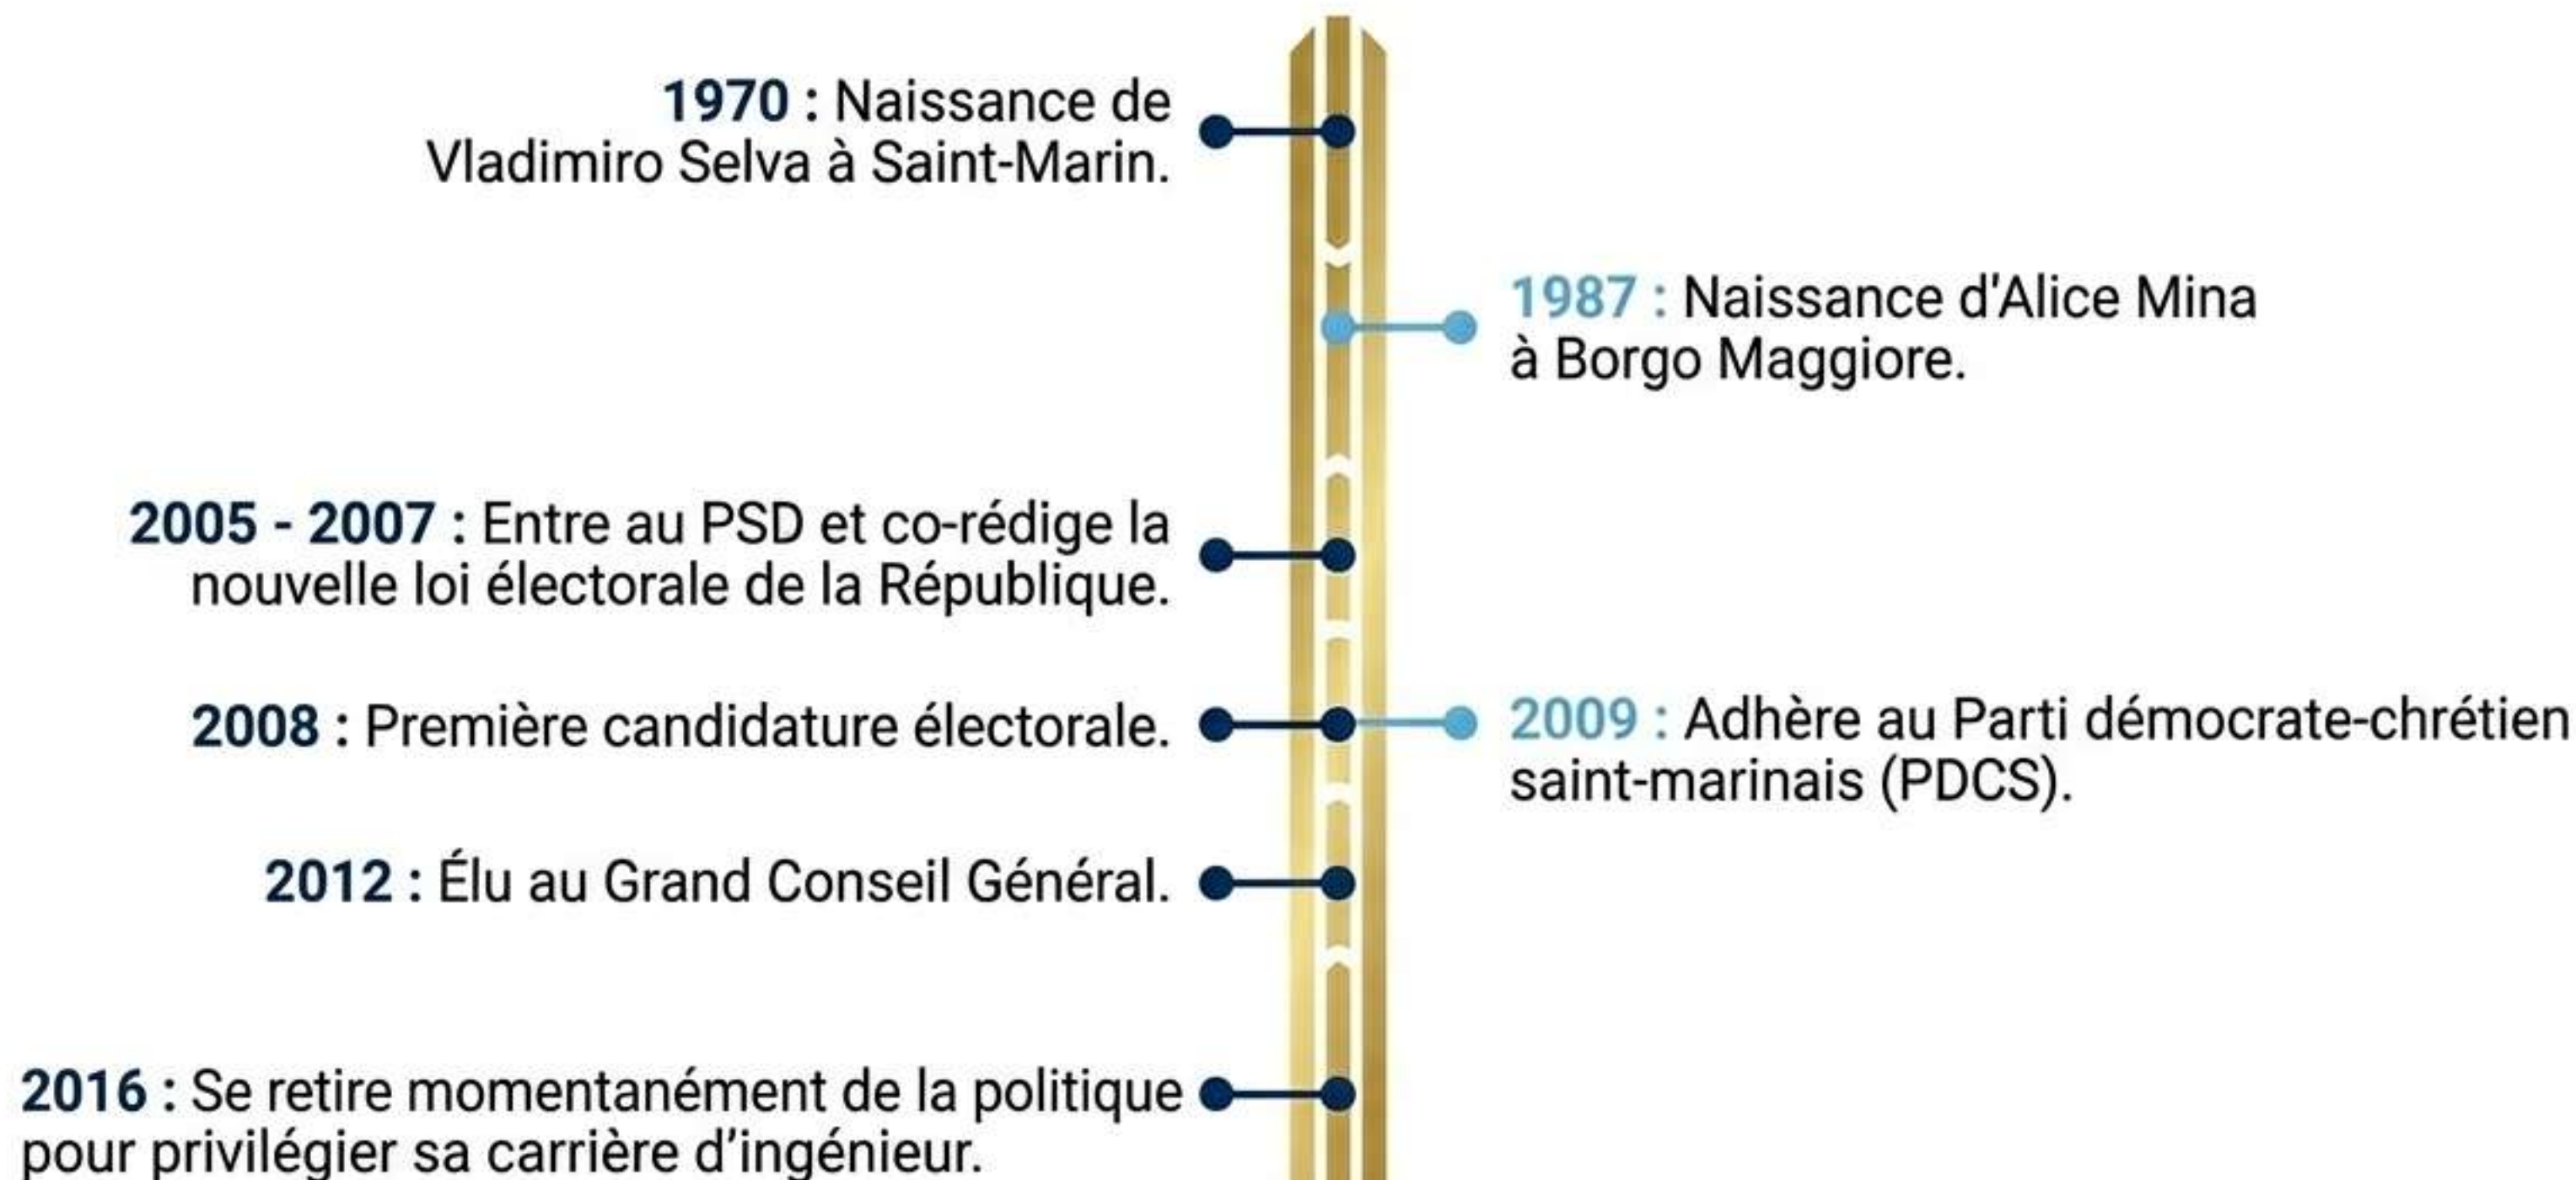 1970 : Naissance de
Vladimiro Selva à Saint-Marin.
1987 : Naissance d'Alice Mina
à Borgo Maggiore.
2005 - 2007 : Entre au PSD et co-rédige la
nouvelle loi électorale de la République.
2008 : Première candidature électorale.
2009 : Adhère au Parti démocrate-chrétien
saint-marinais (PDCS).
2012 : Élu au Grand Conseil Général.
2016 : Se retire momentanément de la politique
pour privilégier sa carrière d’ingénieur.